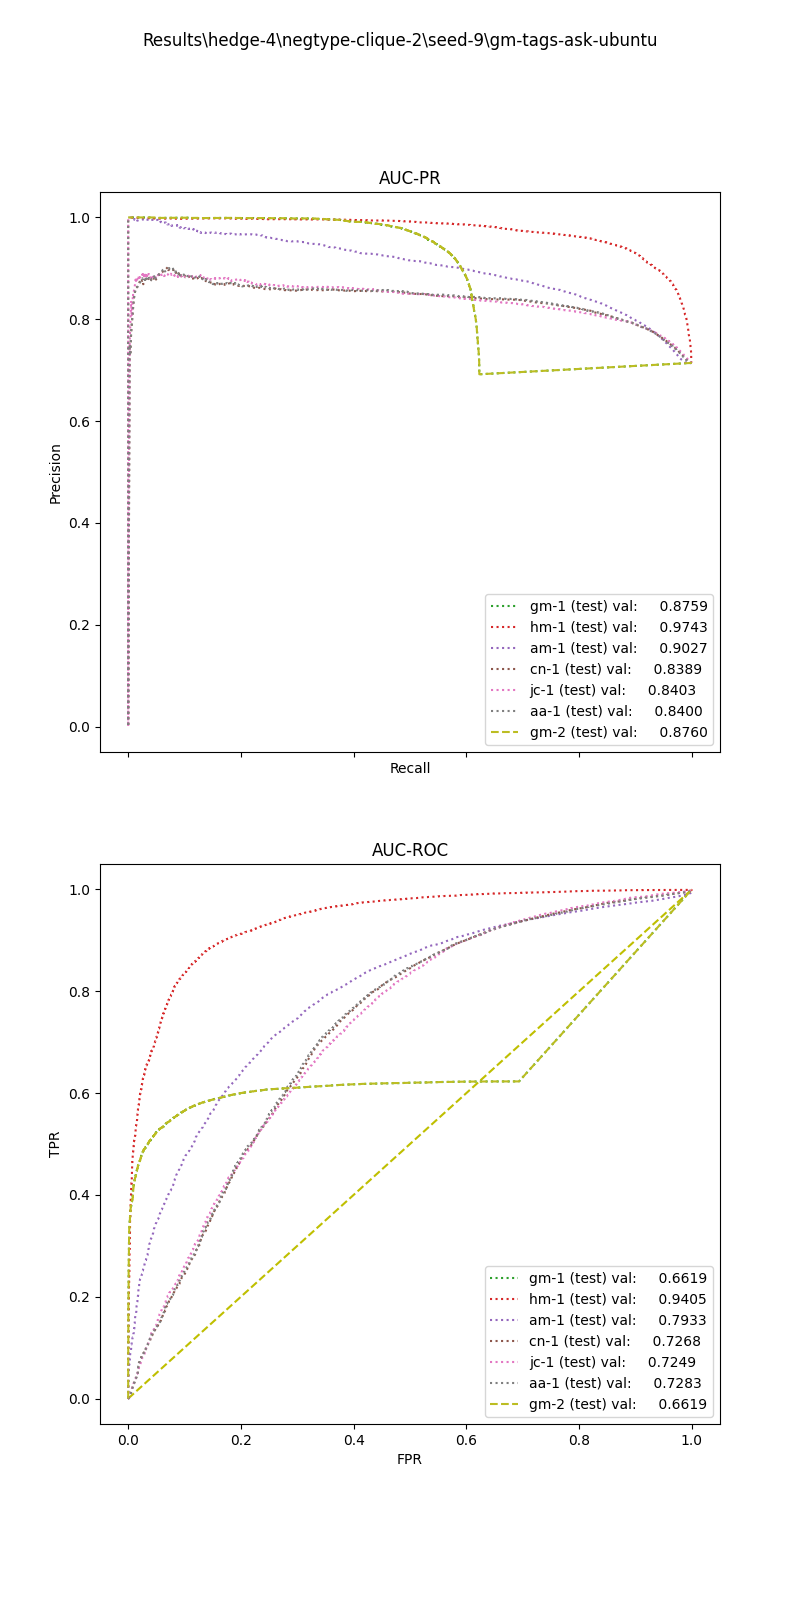 Results\hedge-4\negtype-clique-2\seed-9\gm-tags-ask-ubuntu
AUC-PR
1.0
0.8
0.6
0.4
0.2
0.0
Precision
gm-1 (test) val: 0.8759
hm-1 (test) val: 0.9743
am-1 (test) val: 0.9027
cn-1 (test) val: 0.8389
jc-1 (test) val: 0.8403
aa-1 (test) val: 0.8400
gm-2 (test) val: 0.8760
Recall
AUC-ROC
1.0
0.8
0.6
0.4
0.2
0.0
TPR
gm-1 (test) val: 0.6619
hm-1 (test) val: 0.9405
am-1 (test) val: 0.7933
cn-1 (test) val: 0.7268
jc-1 (test) val: 0.7249
aa-1 (test) val: 0.7283
gm-2 (test) val: 0.6619
0.0 0.2 0.4 0.6 0.8 1.0
FPR